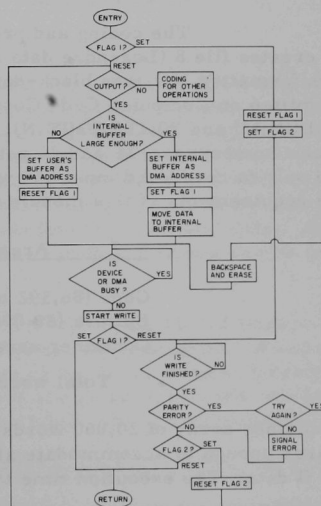 ENTRY
FLAG 1?
SET
RESET
OUTPUT?
NO
CODING
FOR OTHER
OPERATIONS
YES
RESET FLAG 1
SET FLAG 2
IS
INTERNAL
BUFFER
LARGE ENOUGH?
NO
YES
SET USER'S
BUFFER AS
DMA ADDRESS
RESET FLAG 1
SET INTERNAL
BUFFER AS
DMA ADDRESS
SET FLAG 1
MOVE DATA
TO INTERNAL
BUFFER
IS
DEVICE
OR DMA
BUSY?
YES
NO
BACKSPACE
AND ERASE
START WRITE
SET
FLAG 1?
RESET
IS
WRITE
FINISHED?
NO
YES
PARITY
ERROR?
YES
TRY
AGAIN?
YES
NO
NO
SIGNAL
ERROR
FLAG 2?
SET
RESET
RETURN
RESET FLAG 2